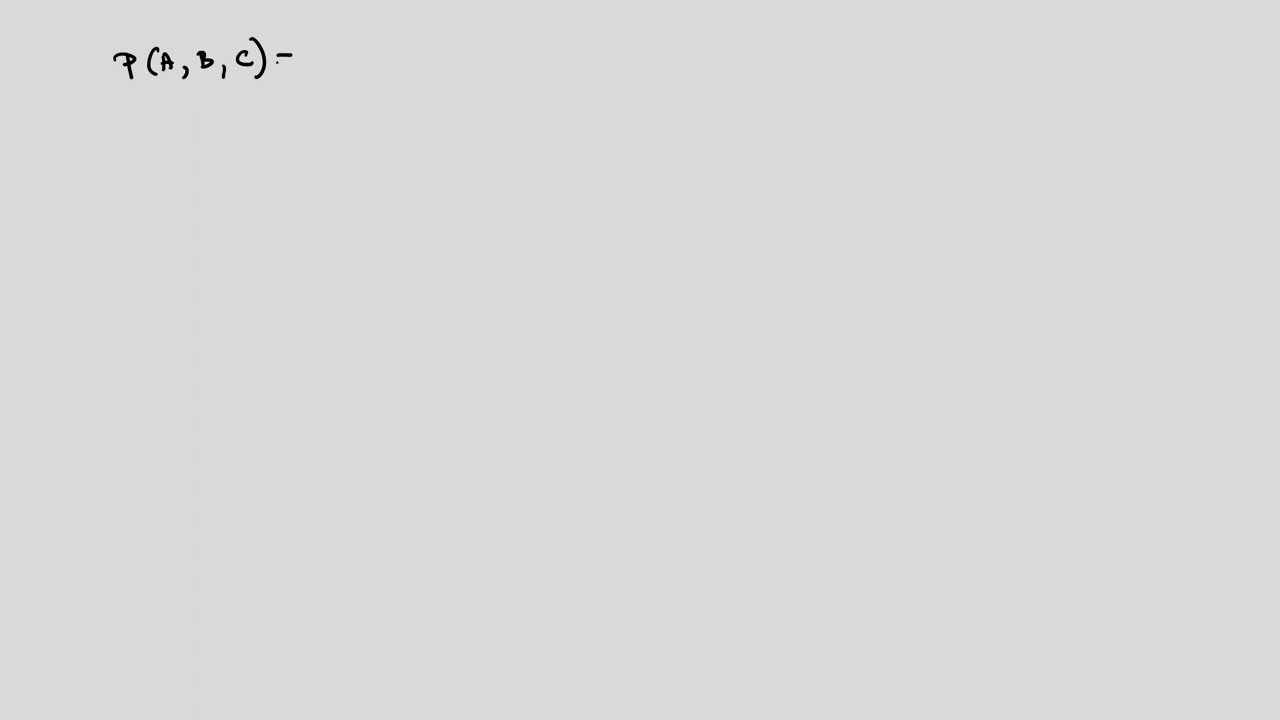 P(A, B, C) =